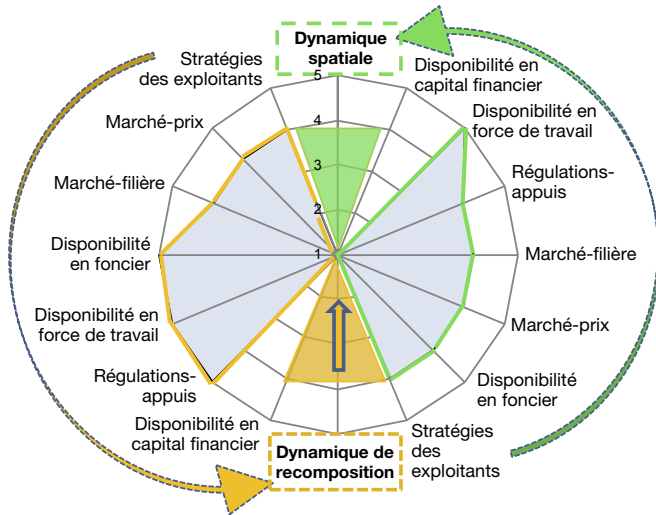 Dynamique
spatiale
Stratégies
des exploitants
Marché-prix
Marché-filière
Disponibilité
en foncier
Disponibilité
en force de travail
Régulations-
appuis
Disponibilité en
capital financier
Dynamique de
recomposition
Disponibilité en
capital financier
Disponibilité en
force de travail
Régulations-
appuis
Marché-filière
Marché-prix
Disponibilité
en foncier
Stratégies
des
exploitants
5
4
3
2
1